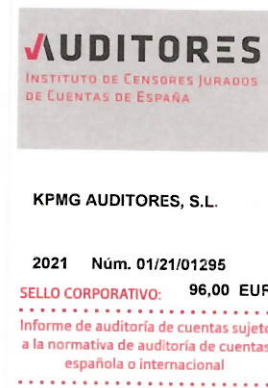 AUDITORES
INSTITUTO DE CENSORES JURADOS
DE CUENTAS DE ESPAÑA
KPMG AUDITORES, S.L.
2021 Núm. 01/21/01295
SELLO CORPORATIVO: 96,00 EUR
Informe de auditoría de cuentas sujeto
a la normativa de auditoría de cuentas
española o internacional